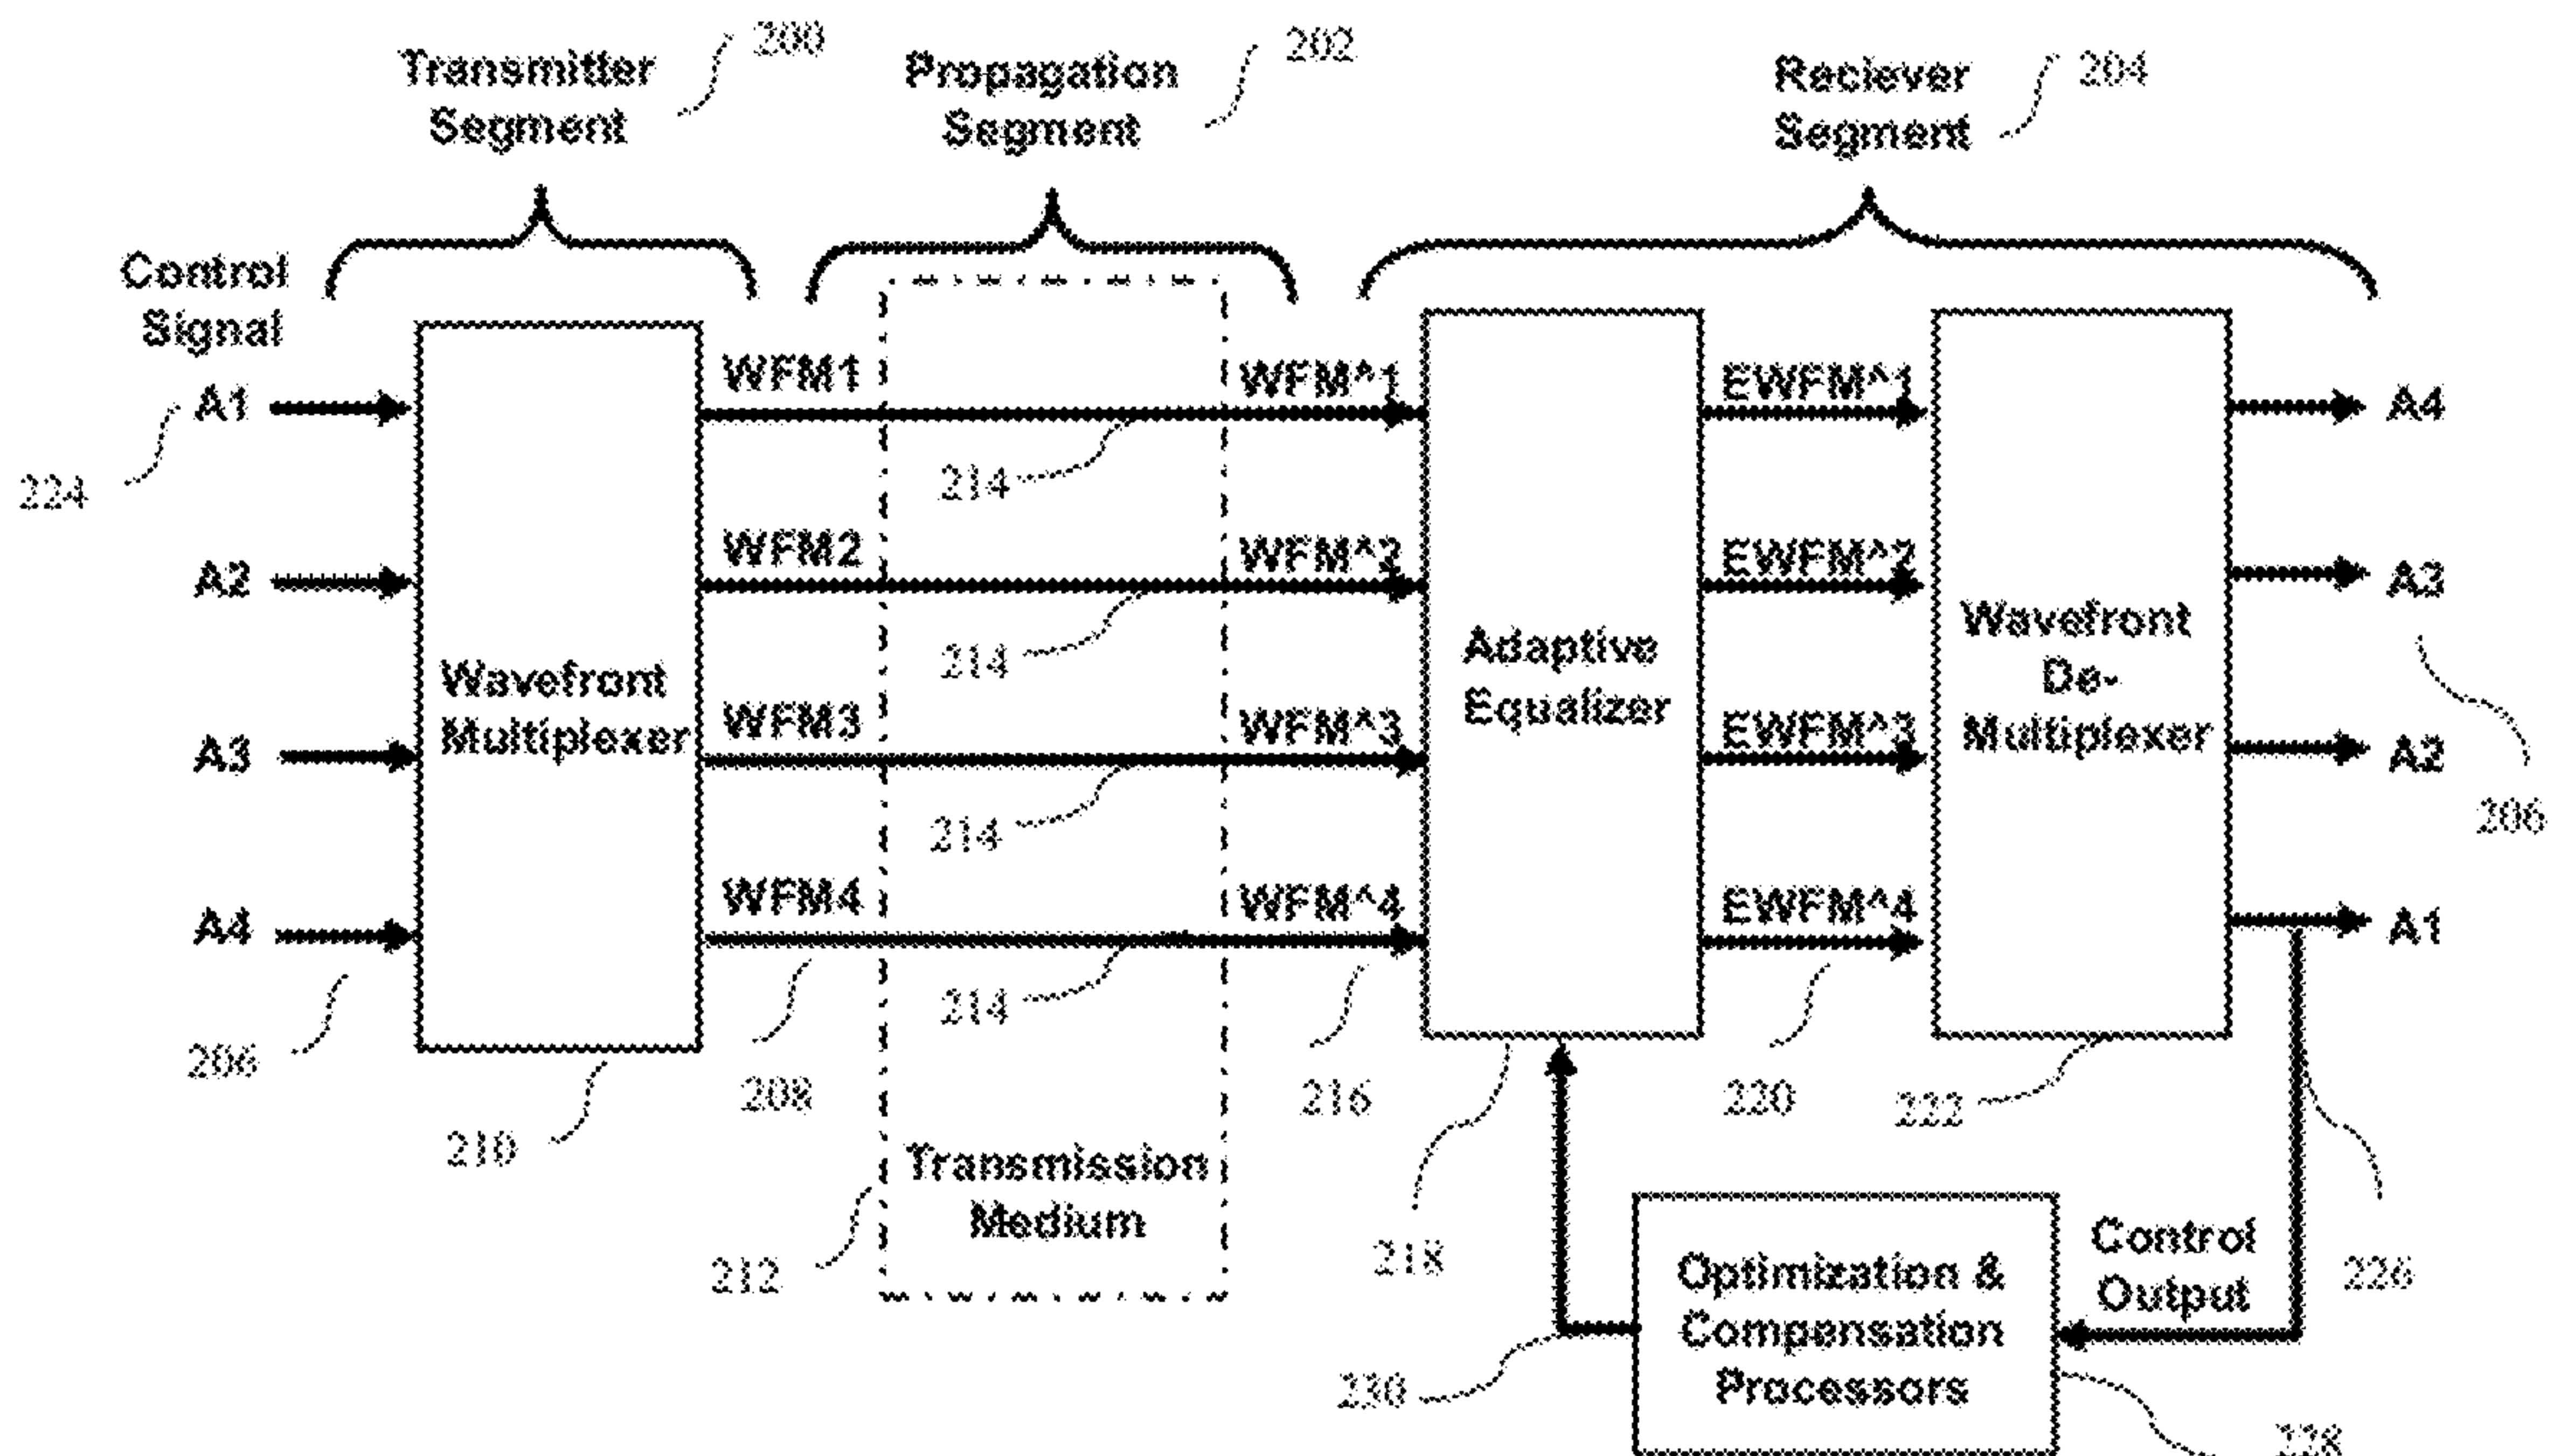 Transmitter
Segment
200
Propagation
Segment
202
Reciever
Segment
204
Control
Signal
A1
224
A2
A3
A4
206
Wavefront
Multiplexer
210
WFM1
WFM2
WFM3
WFM4
208
214
214
214
214
Transmission
Medium
212
WFM^1
WFM^2
WFM^3
WFM^4
216
Adaptive
Equalizer
218
EWFM^1
EWFM^2
EWFM^3
EWFM^4
220
Wavefront
De-
Multiplexer
222
A4
A3
A2
A1
206
226
Control
Output
Optimization &
Compensation
Processors
230
228